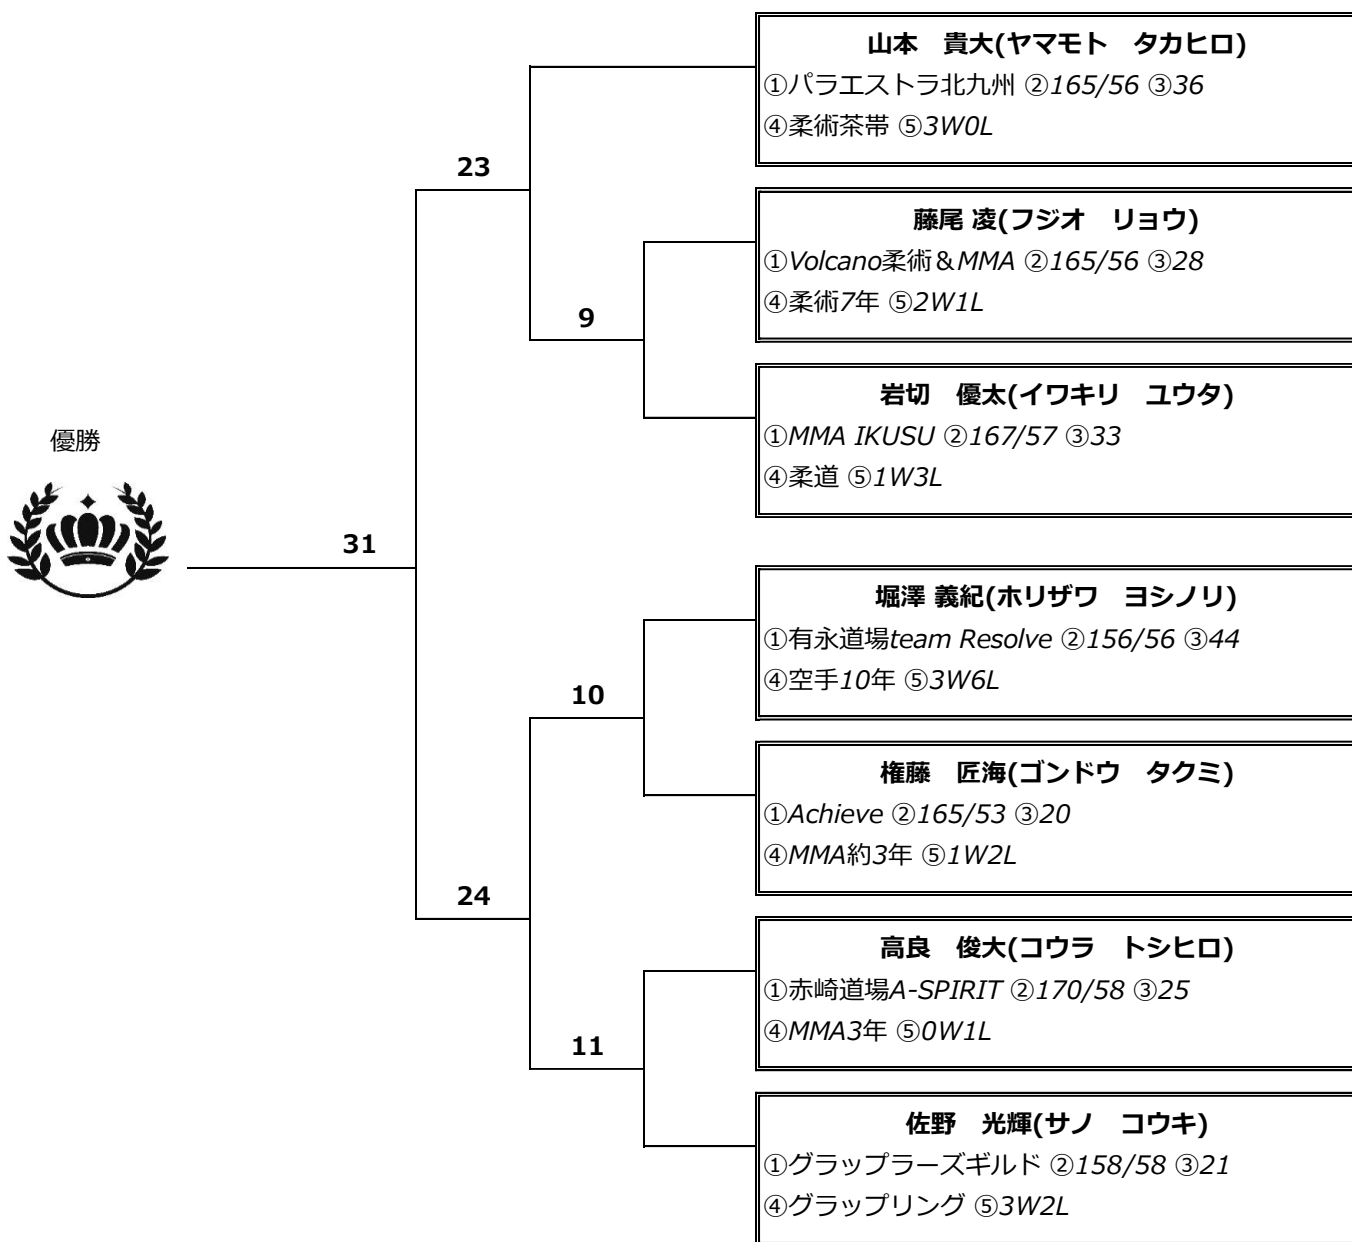 山本　貴大(ヤマモト　タカヒロ)
①パラエストラ北九州 ②165/56 ③36
④柔術茶帯 ⑤3W0L
23
藤尾 凌(フジオ　リョウ)
①Volcano柔術＆MMA ②165/56 ③28
④柔術7年 ⑤2W1L
9
岩切　優太(イワキリ　ユウタ)
①MMA IKUSU ②167/57 ③33
④柔道 ⑤1W3L
優勝
31
堀澤 義紀(ホリザワ　ヨシノリ)
①有永道場team Resolve ②156/56 ③44
④空手10年 ⑤3W6L
10
権藤　匠海(ゴンドウ　タクミ)
①Achieve ②165/53 ③20
④MMA約3年 ⑤1W2L
24
高良　俊大(コウラ　トシヒロ)
①赤崎道場A-SPIRIT ②170/58 ③25
④MMA3年 ⑤0W1L
11
佐野　光輝(サノ　コウキ)
①グラップラーズギルド ②158/58 ③21
④グラップリング ⑤3W2L